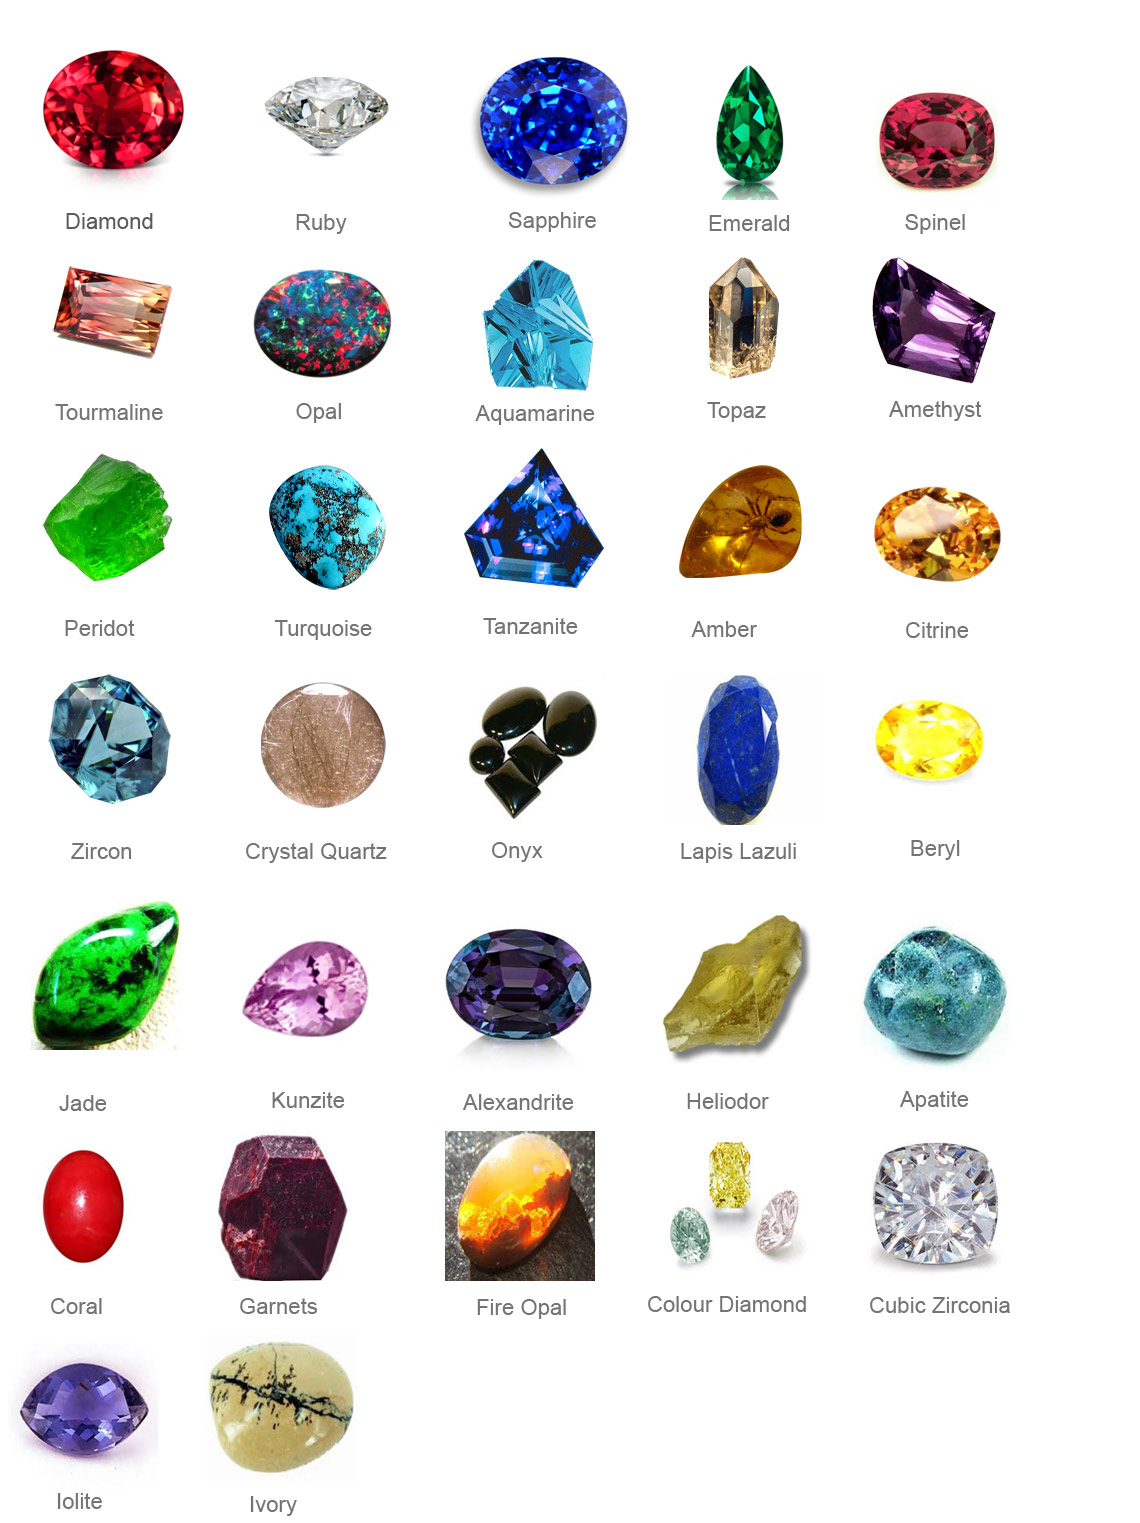 Diamond
Ruby
Sapphire
Emerald
Spinel
Tourmaline
Opal
Aquamarine
Topaz
Amethyst
Peridot
Turquoise
Tanzanite
Amber
Citrine
Zircon
Crystal Quartz
Onyx
Lapis Lazuli
Beryl
Jade
Kunzite
Alexandrite
Heliodor
Apatite
Coral
Garnets
Fire Opal
Colour Diamond
Cubic Zirconia
Iolite
Ivory